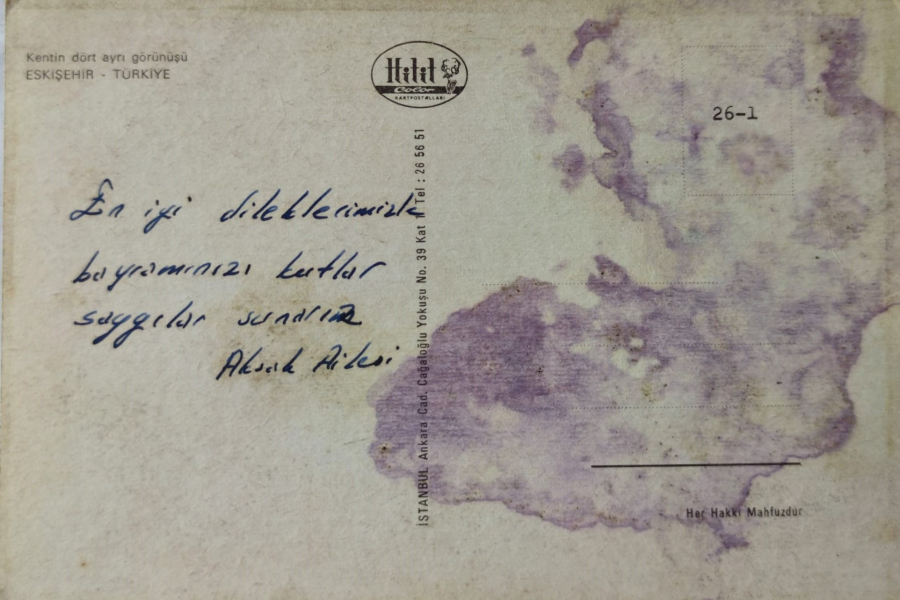 Kentin dört ayrı görünüşü
ESKİŞEHİR - TÜRKİYE
Hitit
Color
KARTPOSTALLARI
26-1
En iyi dileklerimizle
bayramınızı kutlar
saygılar sunarız
Aksak Ailesi
İSTANBUL Ankara Cad. Cağaloğlu Yokuşu No. 39 Kat II Tel : 26 56 51
Her Hakkı Mahfuzdur